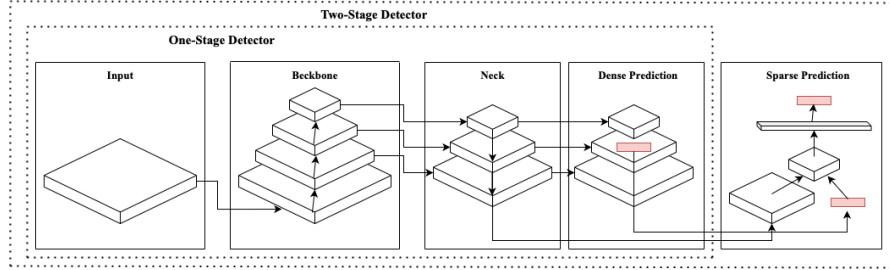 Two-Stage Detector
One-Stage Detector
Input
Beckbone
Neck
Dense Prediction
Sparse Prediction